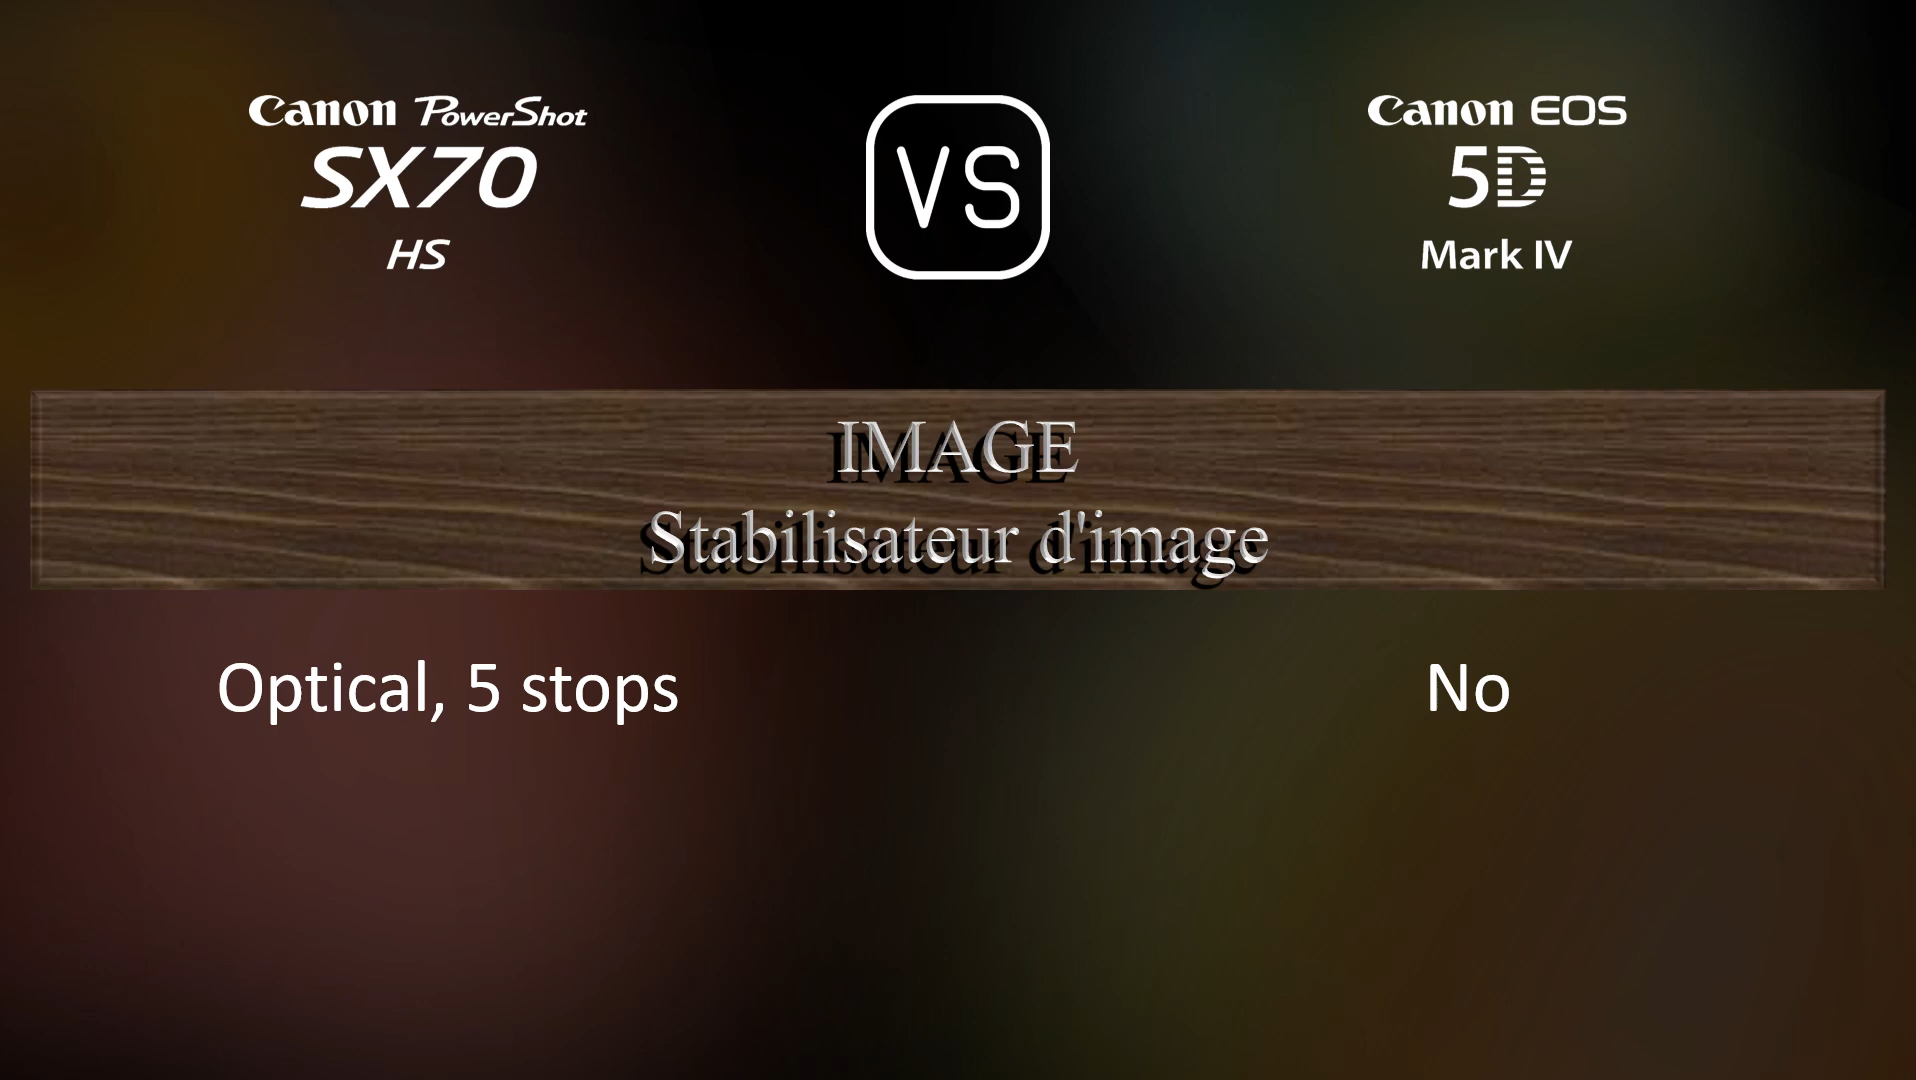 Canon PowerShot
SX70
HS
VS
Canon EOS
5D
Mark IV
IMAGE
Stabilisateur d'image
Optical, 5 stops
No